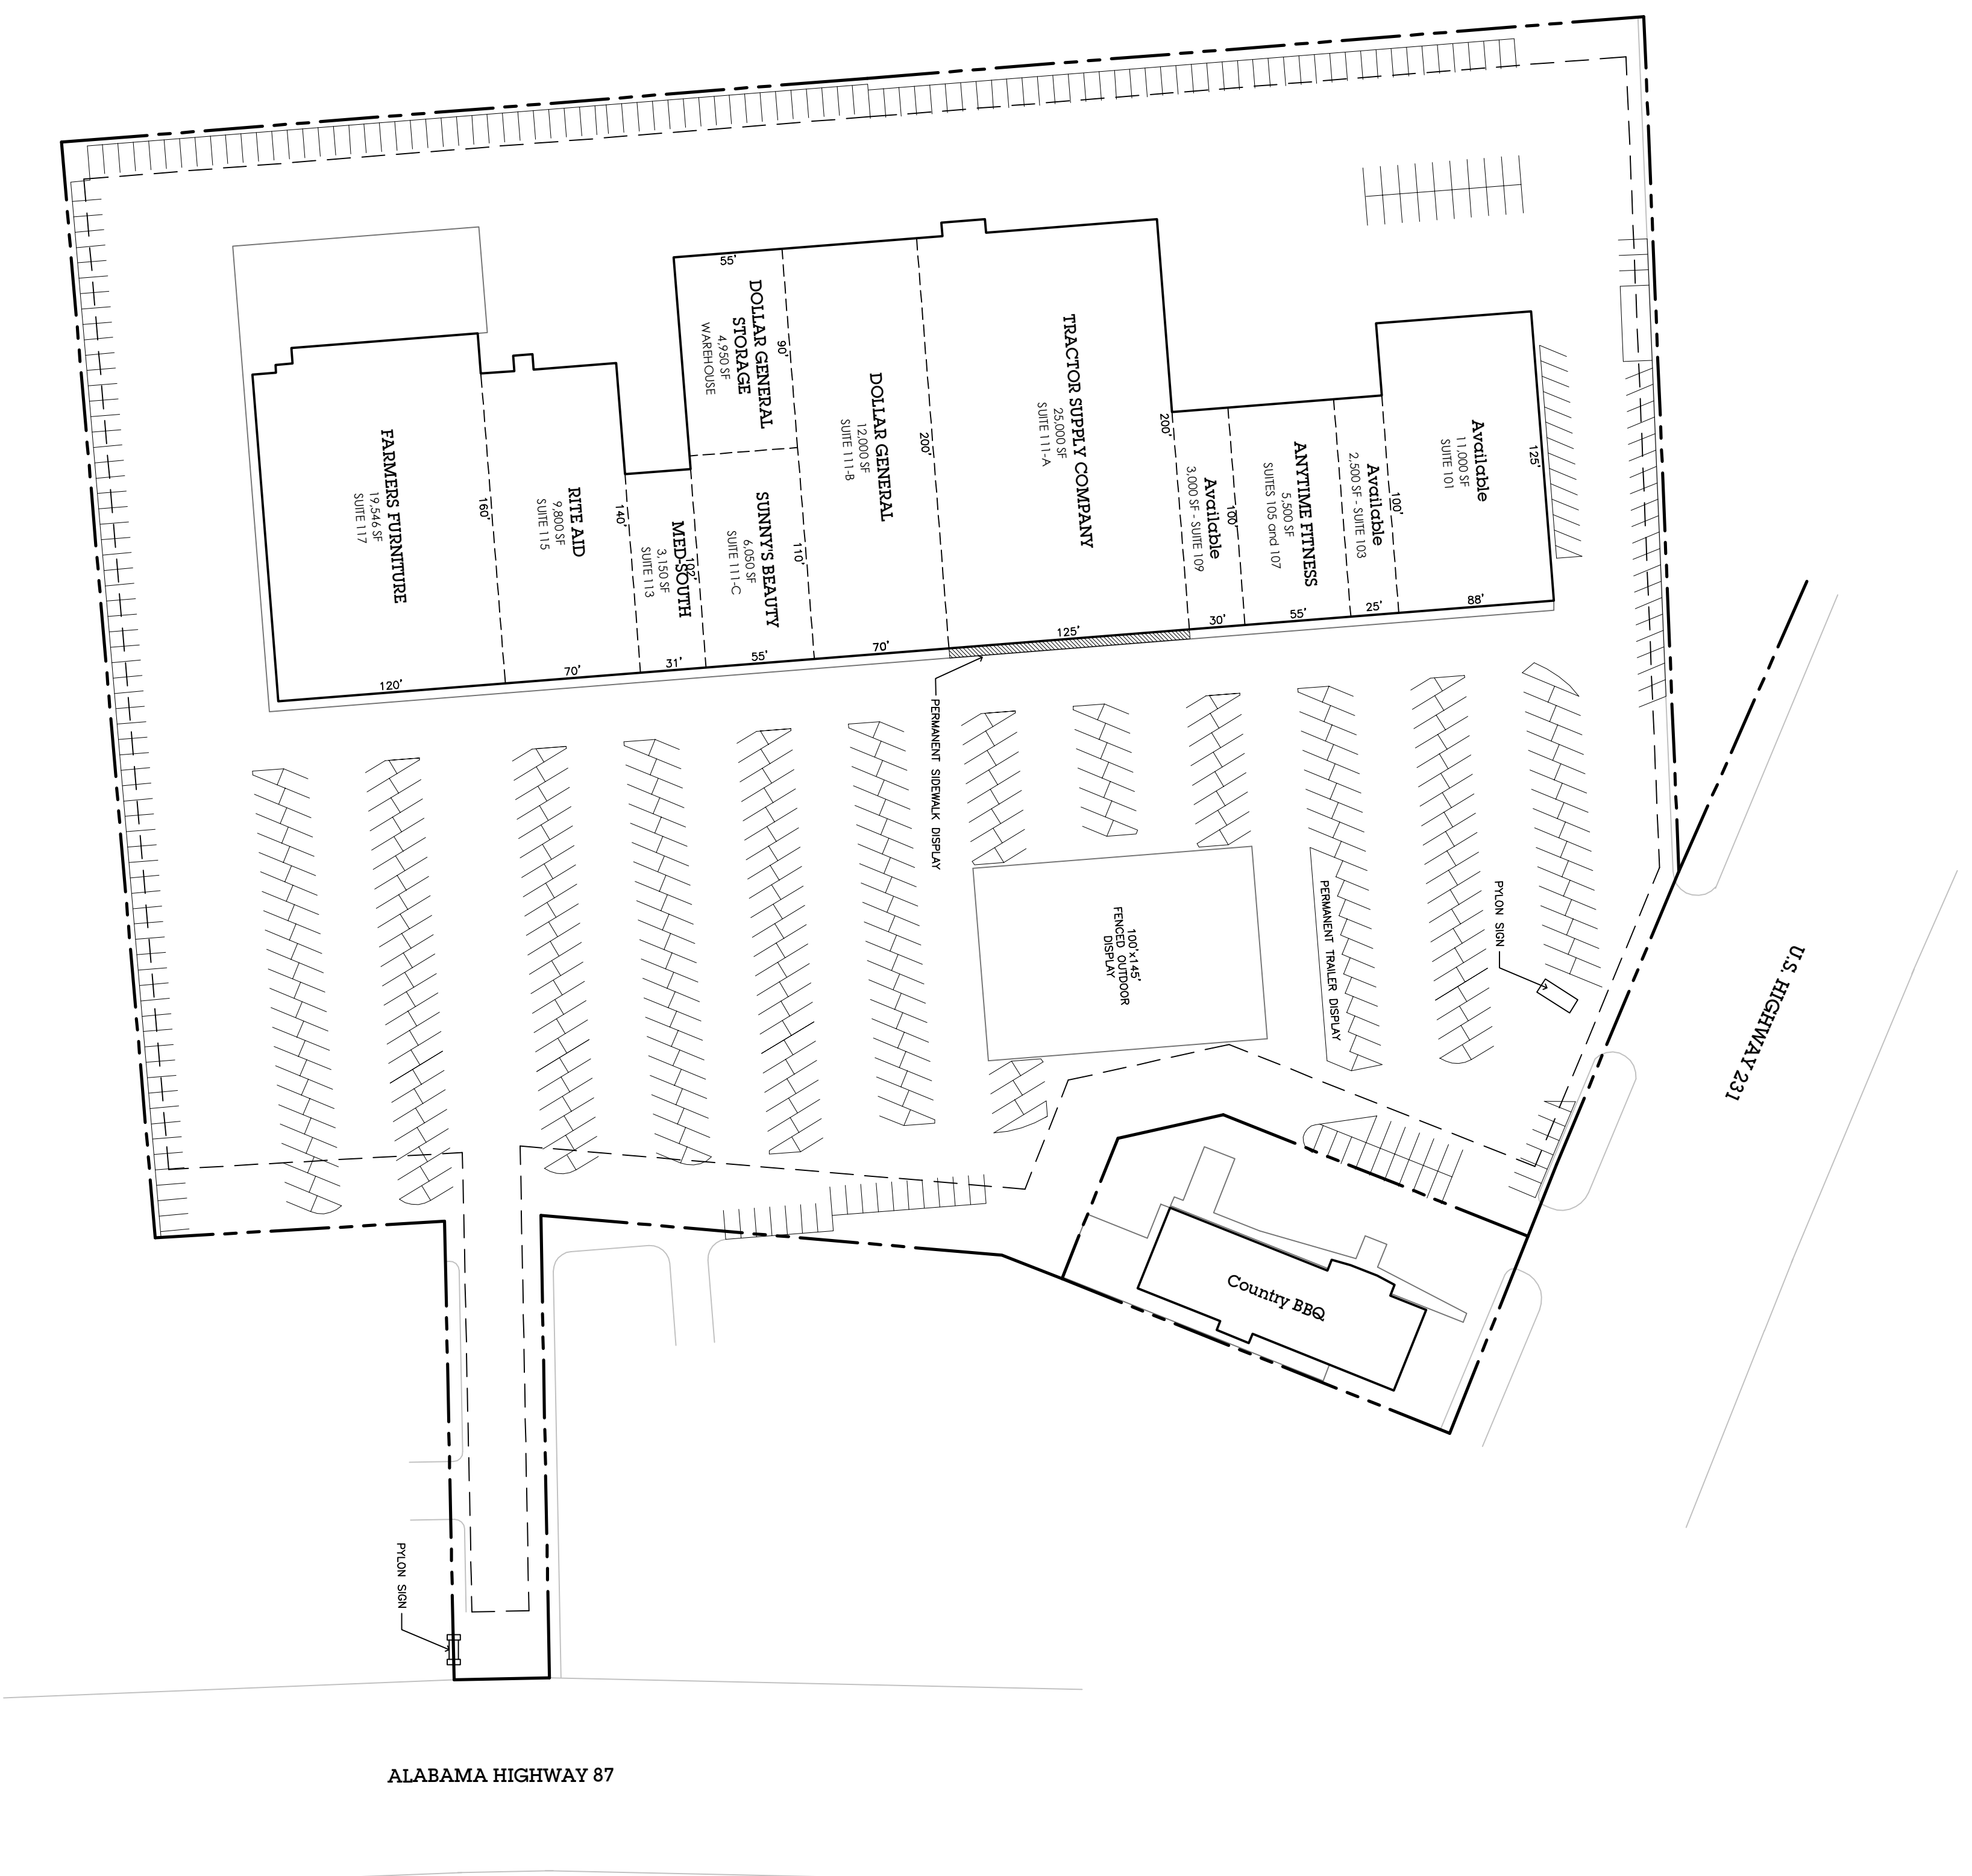 55'
DOLLAR GENERAL
STORAGE
4,950 SF
WAREHOUSE
90'
DOLLAR GENERAL
12,000 SF
SUITE 111-B
200'
TRACTOR SUPPLY COMPANY
25,000 SF
SUITE 111-A
200'
Available
3,000 SF - SUITE 109
100'
ANYTIME FITNESS
5,500 SF
SUITES 105 and 107
Available
2,500 SF - SUITE 103
100'
Available
11,000 SF
SUITE 101
125'
FARMERS FURNITURE
19,546 SF
SUITE 117
160'
RITE AID
9,800 SF
SUITE 115
140'
MED-SOUTH
3,150 SF
SUITE 113
102'
SUNNY'S BEAUTY
6,050 SF
SUITE 111-C
110'
120'
70'
31'
55'
70'
125'
30'
55'
25'
88'
PERMANENT SIDEWALK DISPLAY
100'x145'
FENCED OUTDOOR
DISPLAY
PERMANENT TRAILER DISPLAY
PYLON SIGN
U.S. HIGHWAY 231
Country BBQ
PYLON SIGN
ALABAMA HIGHWAY 87